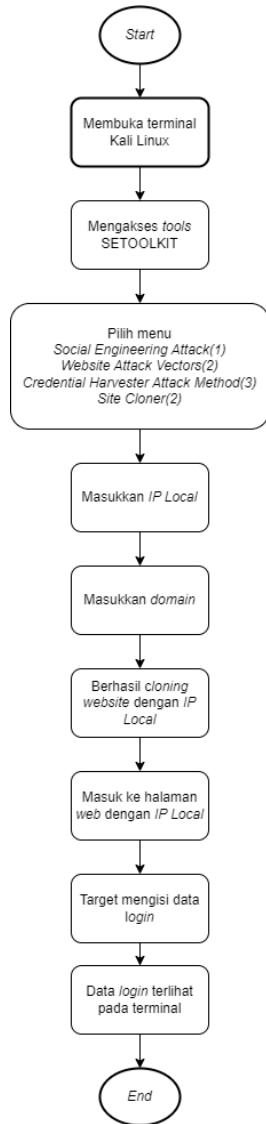 Start
Membuka terminal
Kali Linux
Mengakses tools
SETOOLKIT
Pilih menu
Social Engineering Attack(1)
Website Attack Vectors(2)
Credential Harvester Attack Method(3)
Site Cloner(2)
Masukkan IP Local
Masukkan domain
Berhasil cloning
website dengan IP
Local
Masuk ke halaman
web dengan IP Local
Target mengisi data
login
Data login terlihat
pada terminal
End